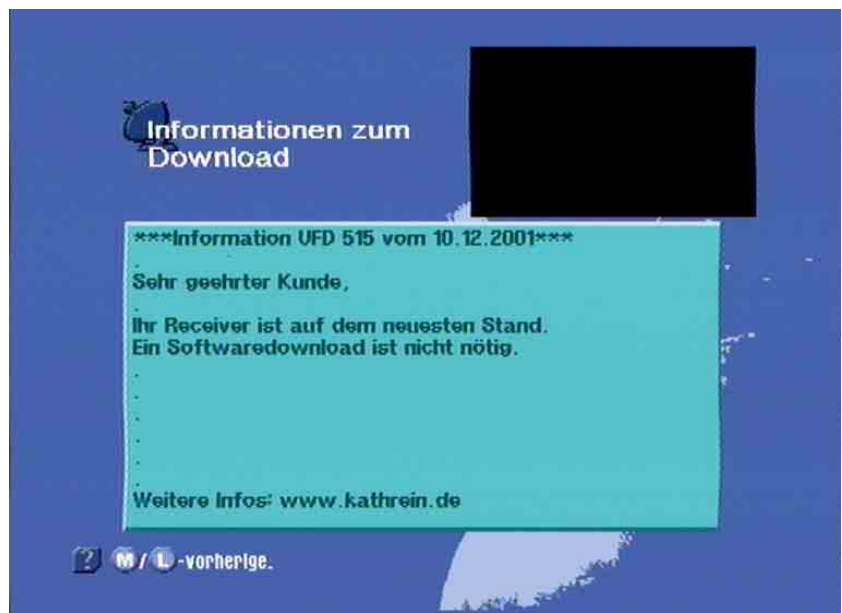 Informationen zum
Download
***Information UFD 515 vom 10.12.2001***
.
Sehr geehrter Kunde,
.
Ihr Receiver ist auf dem neuesten Stand.
Ein Softwaredownload ist nicht nötig.
.
.
.
.
.
.
Weitere Infos: www.kathrein.de
? M / L -vorherige.